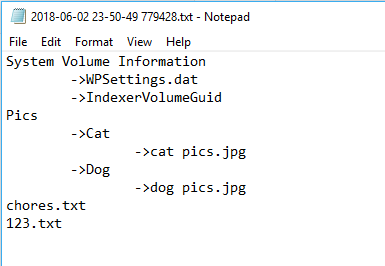 2018-06-02 23-50-49 779428.txt - Notepad
File Edit Format View Help
System Volume Information
->WPSettings.dat
->IndexerVolumeGuid
Pics
->Cat
->cat pics.jpg
->Dog
->dog pics.jpg
chores.txt
123.txt